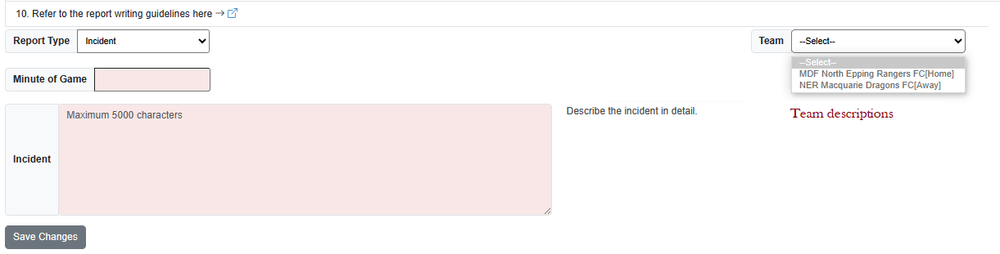 10. Refer to the report writing guidelines here →
Report Type Incident Team --Select--
--Select--
MDF North Epping Rangers FC[Home]
Minute of Game NER Macquarie Dragons FC[Away]
Maximum 5000 characters Describe the incident in detail. Team descriptions
Incident
Save Changes